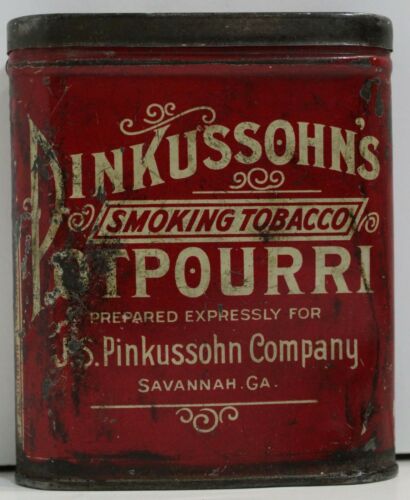 PINKUSSOHN'S
SMOKING TOBACCO
POTPOURRI
PREPARED EXPRESSLY FOR
J.S. Pinkussohn Company
SAVANNAH. GA.